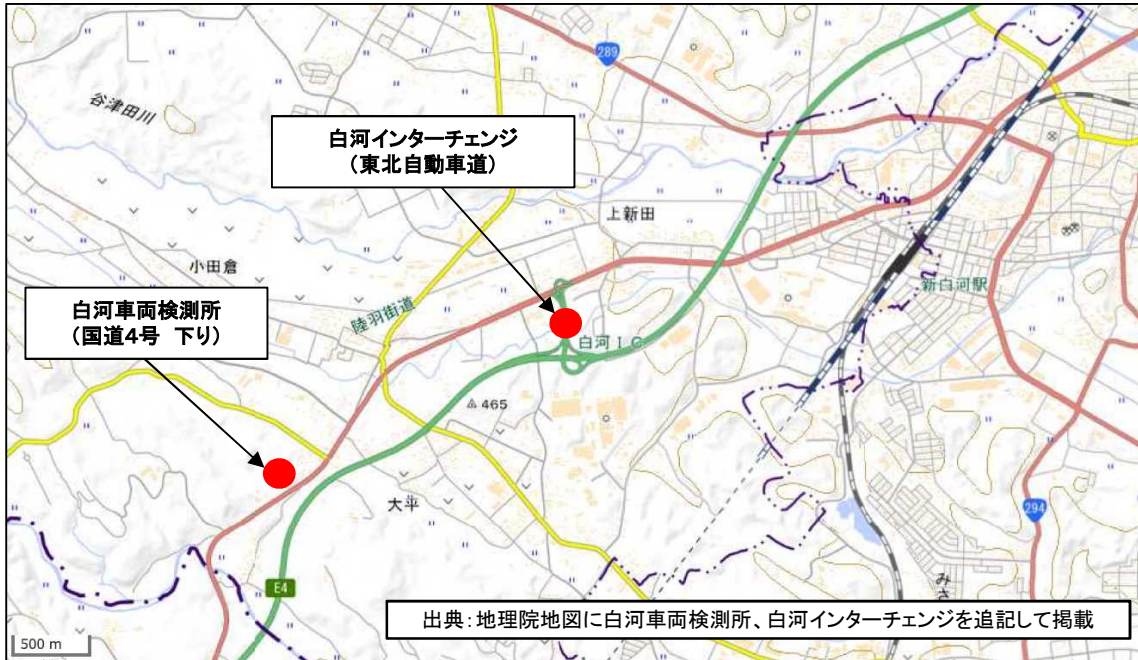 289
谷津田川
白河インターチェンジ
(東北自動車道)
上新田
小田倉
新白河駅
白河車両検測所
(国道4号 下り)
陸羽街道
白河IC
465
大平
294
E4
みさ
出典:地理院地図に白河車両検測所、白河インターチェンジを追記して掲載
500 m